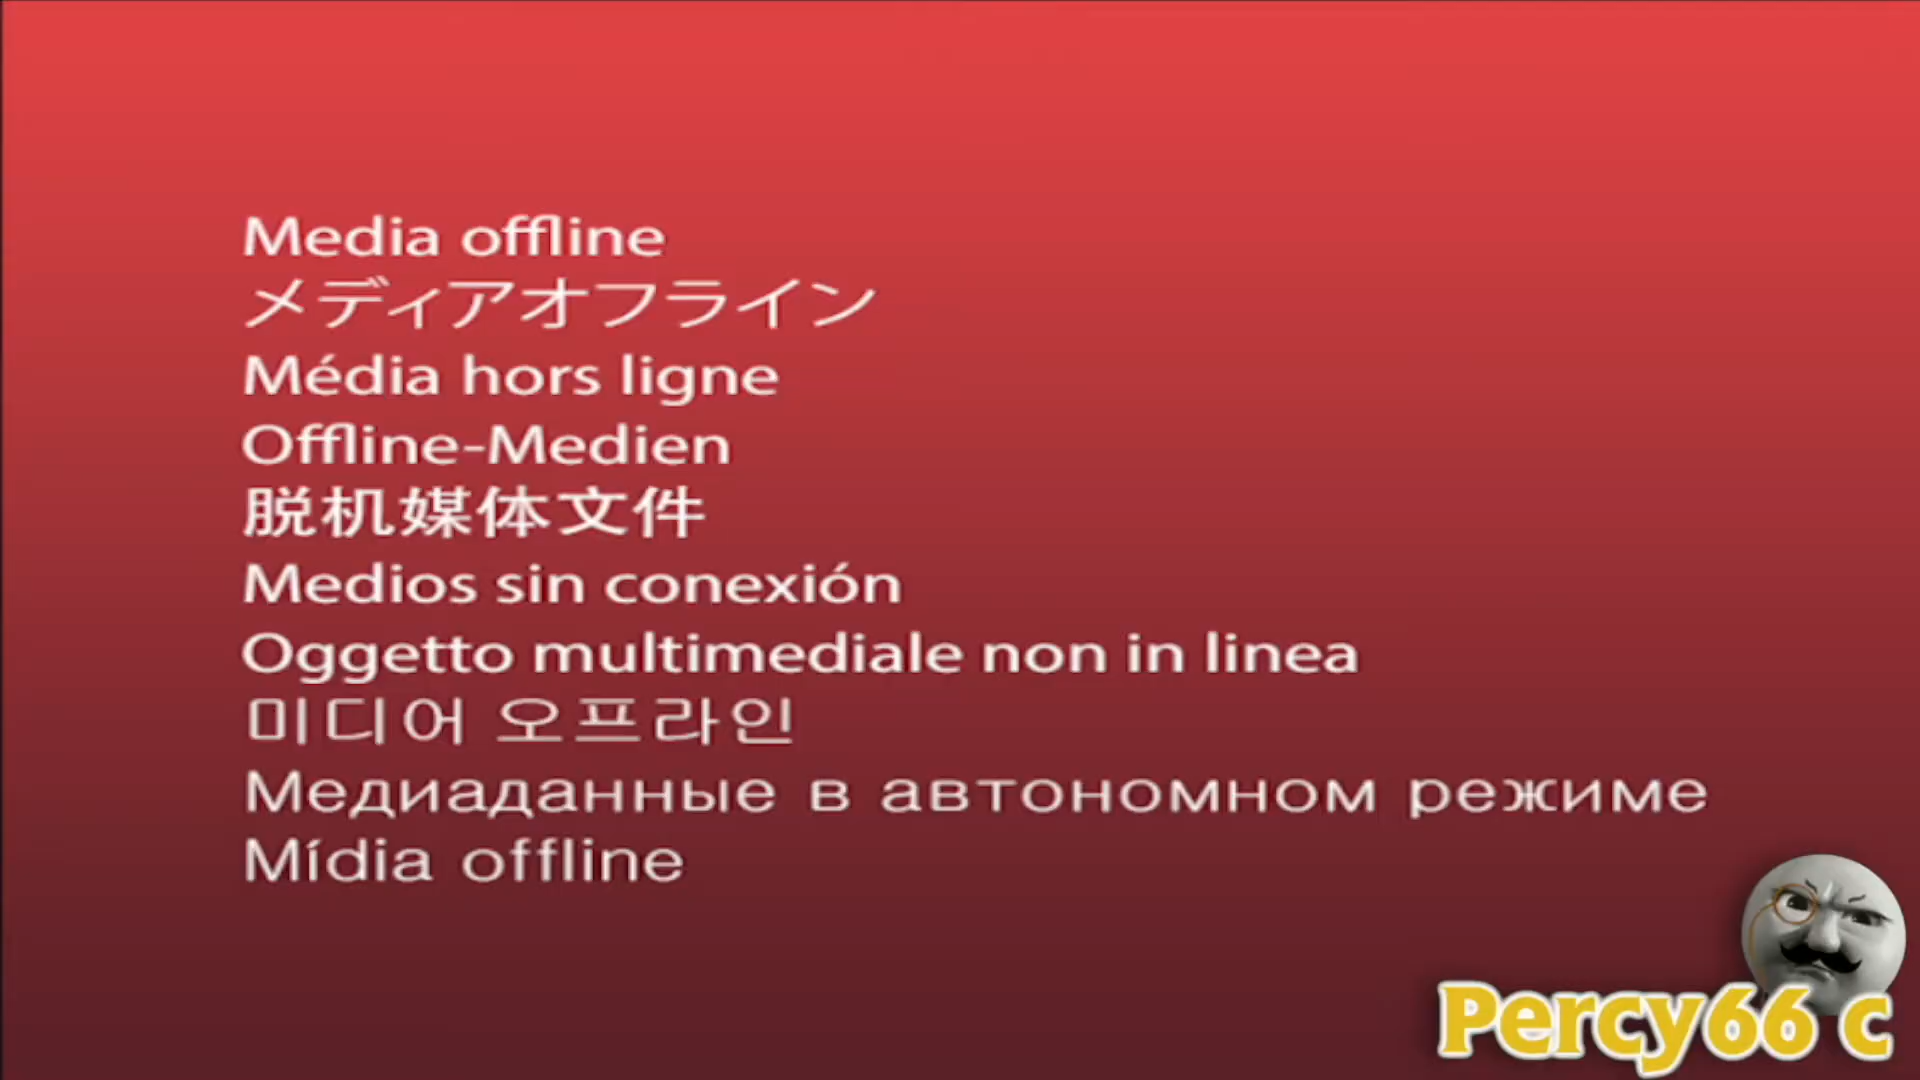 Media offline
メディアオフライン
Média hors ligne
Offline-Medien
脱机媒体文件
Medios sin conexión
Oggetto multimediale non in linea
미디어 오프라인
Медиаданные в автономном режиме
Mídia offline
Percy66 c